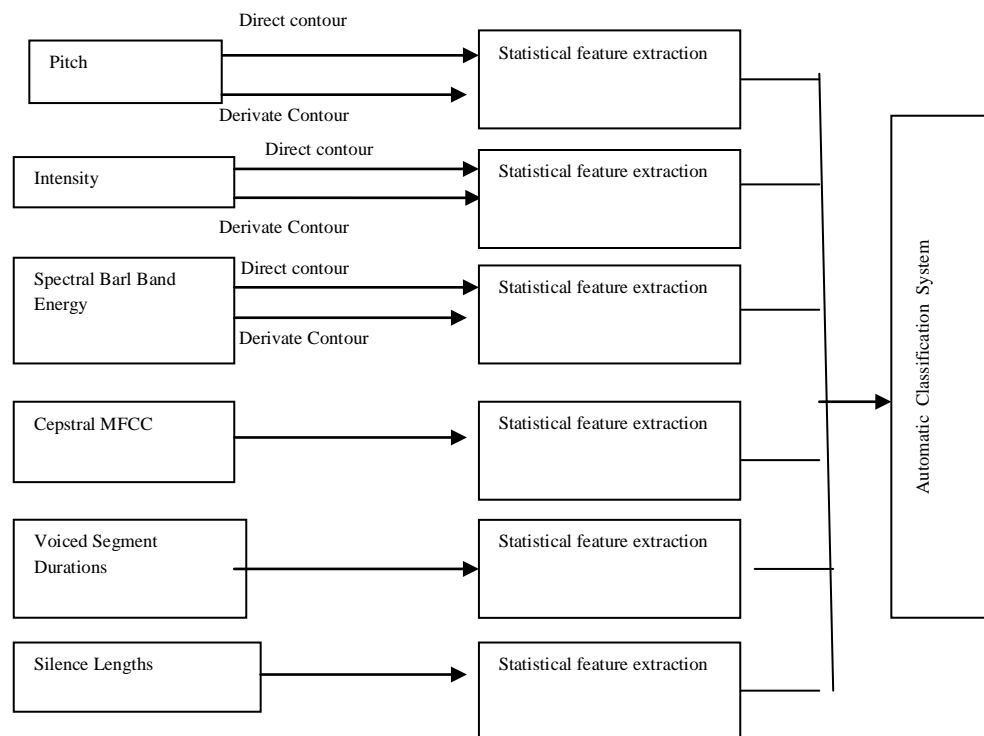 Direct contour
Pitch
Statistical feature extraction
Derivate Contour
Direct contour
Intensity
Statistical feature extraction
Derivate Contour
Direct contour
Spectral Barl Band
Energy
Statistical feature extraction
Derivate Contour
Cepstral MFCC
Statistical feature extraction
Voiced Segment
Durations
Statistical feature extraction
Silence Lengths
Statistical feature extraction
Automatic Classification System